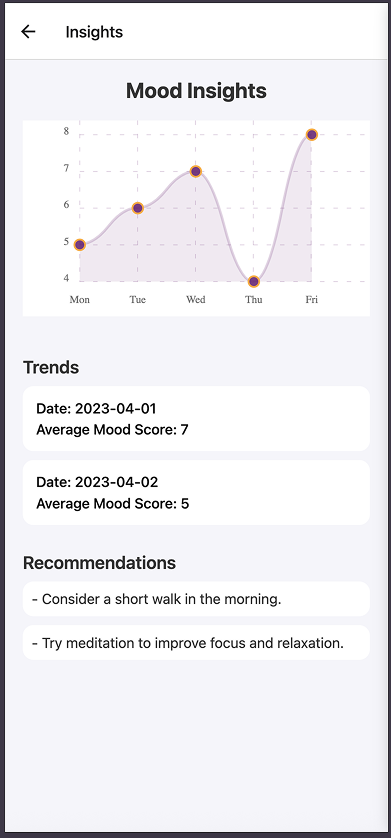 Insights
Mood Insights
8
7
6
5
4
Mon Tue Wed Thu Fri
Trends
Date: 2023-04-01
Average Mood Score: 7
Date: 2023-04-02
Average Mood Score: 5
Recommendations
- Consider a short walk in the morning.
- Try meditation to improve focus and relaxation.